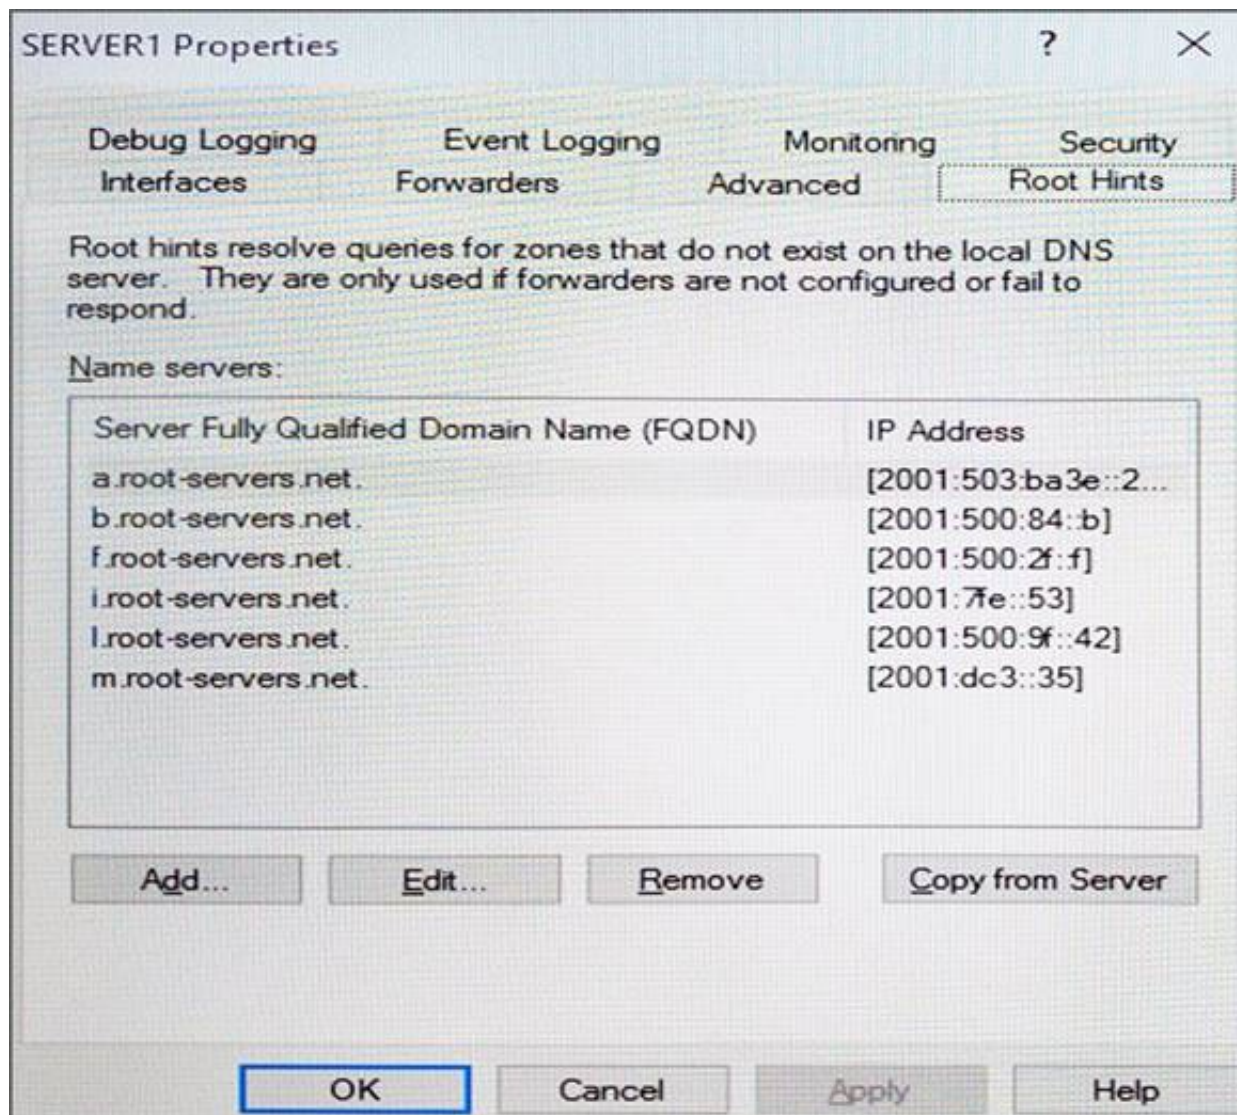 SERVER1 Properties
?
Debug Logging Event Logging Monitoring Security
Interfaces Forwarders Advanced Root Hints
Root hints resolve queries for zones that do not exist on the local DNS
server. They are only used if forwarders are not configured or fail to
respond.
Name servers:
Server Fully Qualified Domain Name (FQDN) IP Address
a.root-servers.net. [2001:503:ba3e::2...
b.root-servers.net. [2001:500:84::b]
f.root-servers.net. [2001:500:2f::f]
i.root-servers.net. [2001:7fe::53]
l.root-servers.net. [2001:500:9f::42]
m.root-servers.net. [2001:dc3::35]
Add... Edit... Remove Copy from Server
OK Cancel Apply Help